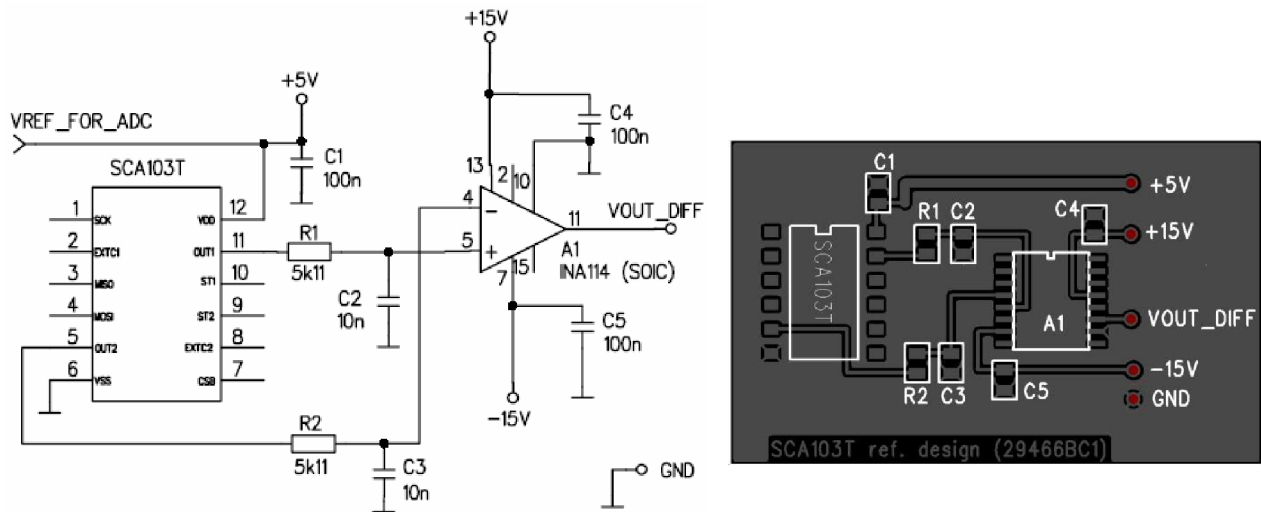 +15V
+5V
VREF_FOR_ADC
C4
100n
C1
100n
SCA103T
13
2
10
1
SCK
VDD
12
4
11
VOUT_DIFF
2
EXTC1
OUT1
11
R1
5k11
5
A1
INA114 (SOIC)
3
MISO
ST1
10
7
15
4
MOSI
ST2
9
C2
10n
C5
100n
5
OUT2
EXTC2
8
6
VSS
CSB
7
-15V
R2
5k11
C3
10n
GND
C1
+5V
R1
C2
C4
+15V
SCA103T
A1
VOUT_DIFF
-15V
R2
C3
C5
GND
SCA103T ref. design (29466BC1)